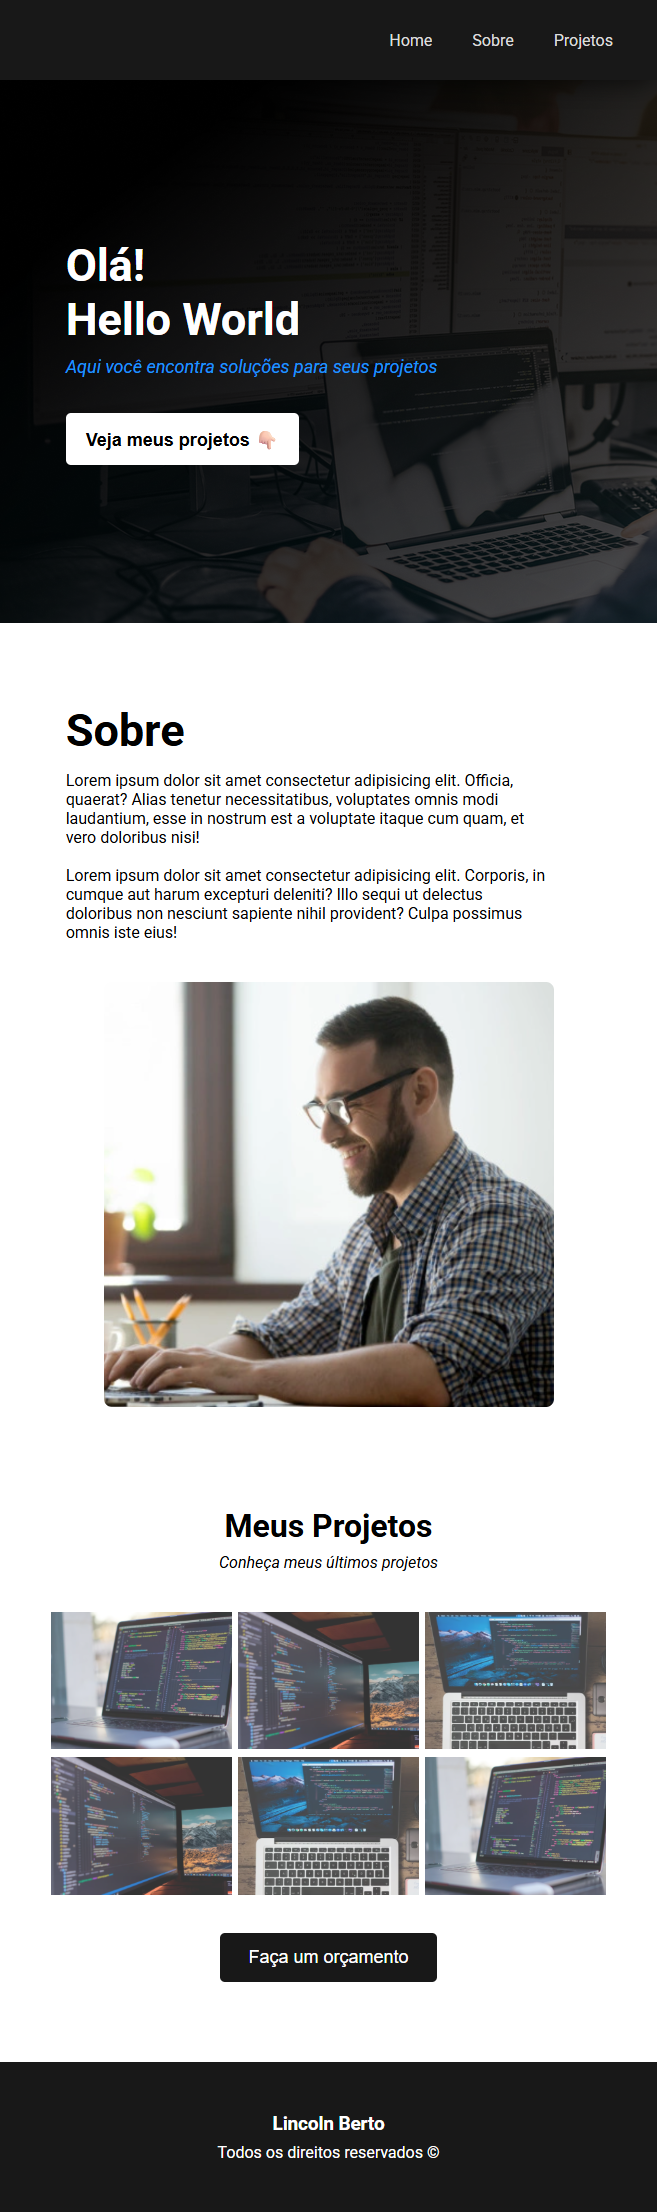 Home Sobre Projetos
Olá!
Hello World
Aqui você encontra soluções para seus projetos
Veja meus projetos 👇🏻
Sobre
Lorem ipsum dolor sit amet consectetur adipisicing elit. Officia,
quaerat? Alias tenetur necessitatibus, voluptates omnis modi
laudantium, esse in nostrum est a voluptate itaque cum quam, et
vero doloribus nisi!
Lorem ipsum dolor sit amet consectetur adipisicing elit. Corporis, in
cumque aut harum excepturi deleniti? Illo sequi ut delectus
doloribus non nesciunt sapiente nihil provident? Culpa possimus
omnis iste eius!
Meus Projetos
Conheça meus últimos projetos
Faça um orçamento
Lincoln Berto
Todos os direitos reservados ©